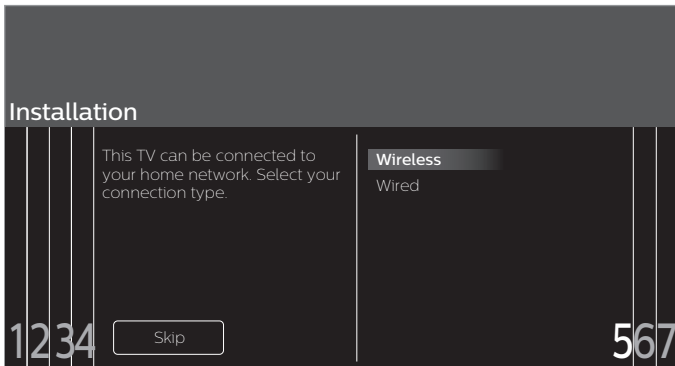 Installation
This TV can be connected to
your home network. Select your
connection type.
Wireless
Wired
Skip
1234
567